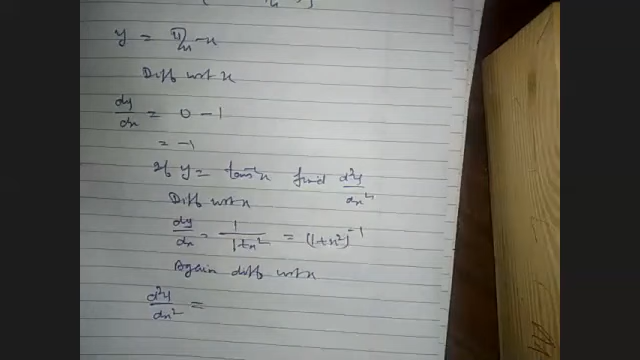 y = π/4 - x
Diff wrt x
dy/dx = 0 - 1
= -1
If y = tan⁻¹x find d²y/dx²
Diff wrt x
dy/dx = 1/(1+x²) = (1+x²)⁻¹
Again diff wrt x
d²y/dx² =